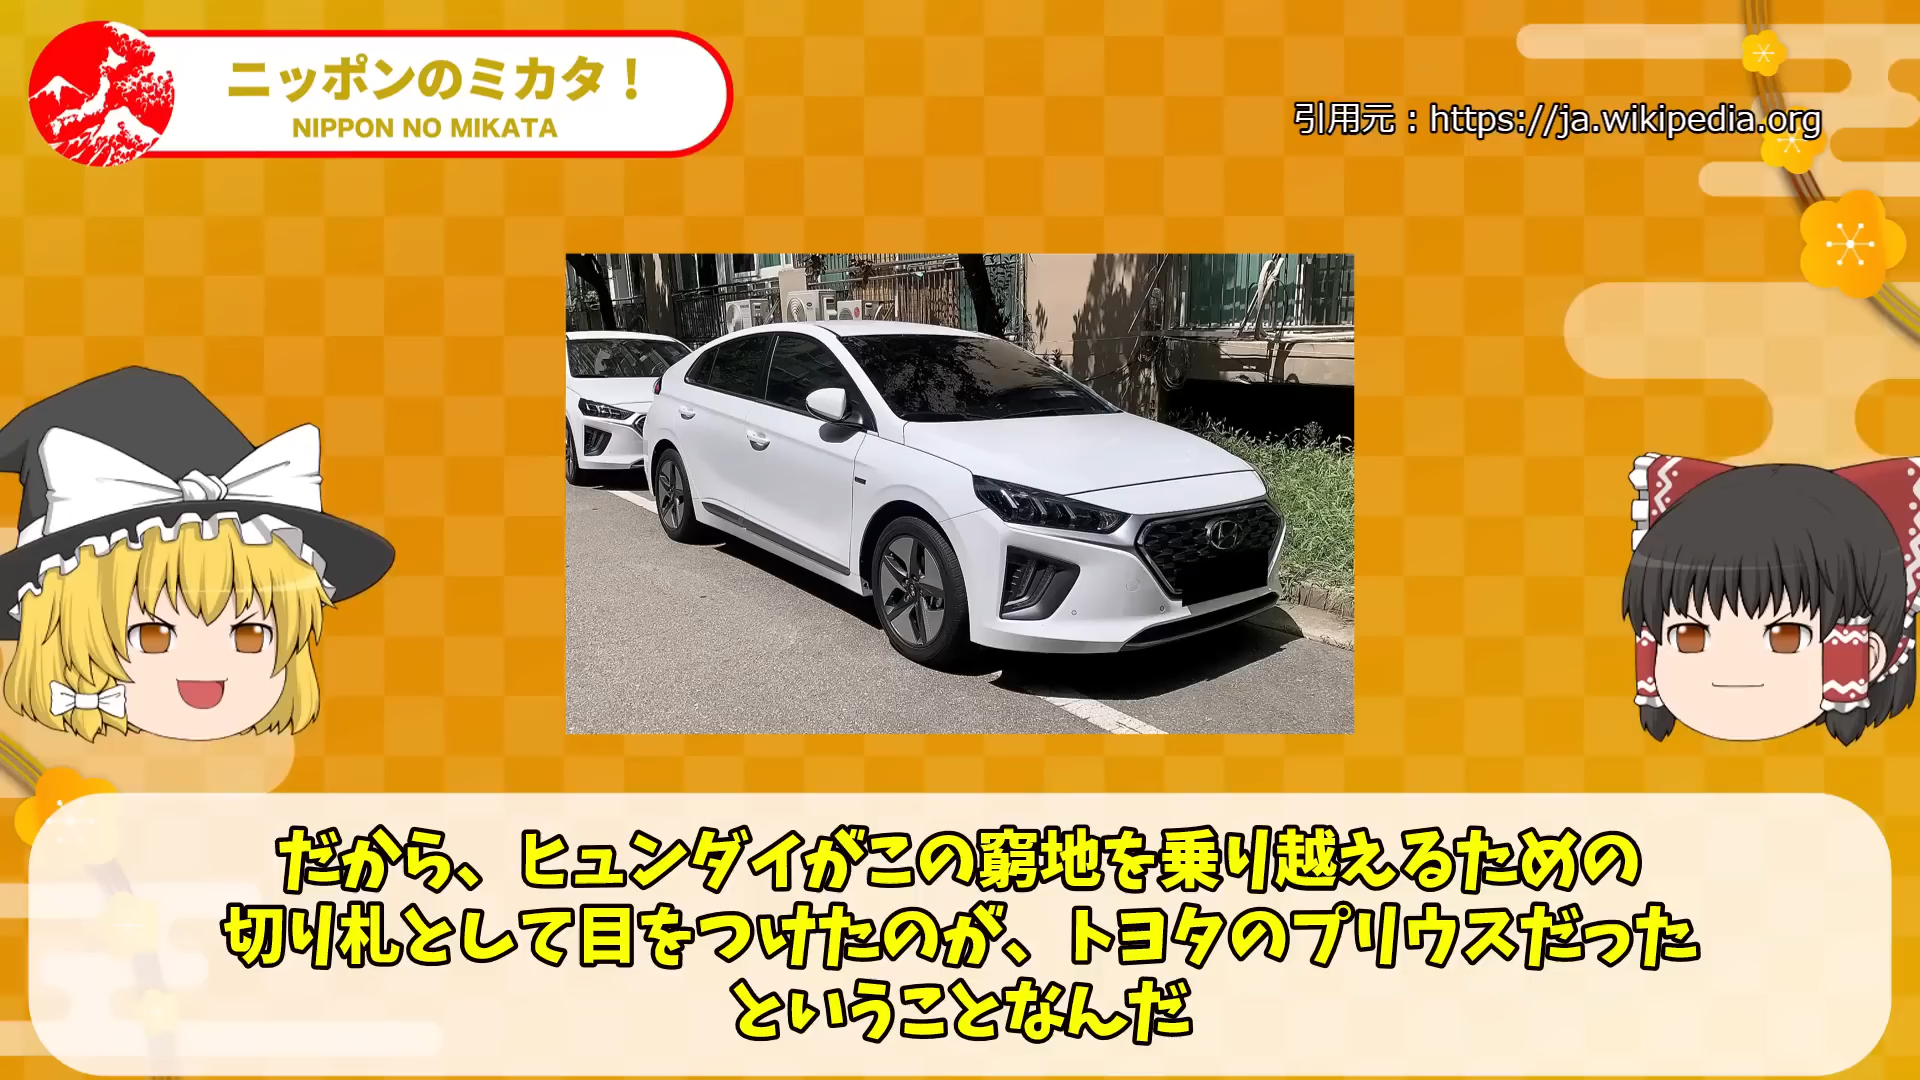 ニッポンのミカタ!
NIPPON NO MIKATA
引用元：https://ja.wikipedia.org
だから、ヒュンダイがこの窮地を乗り越えるための
切り札として目をつけたのが、トヨタのプリウスだった
ということなんだ